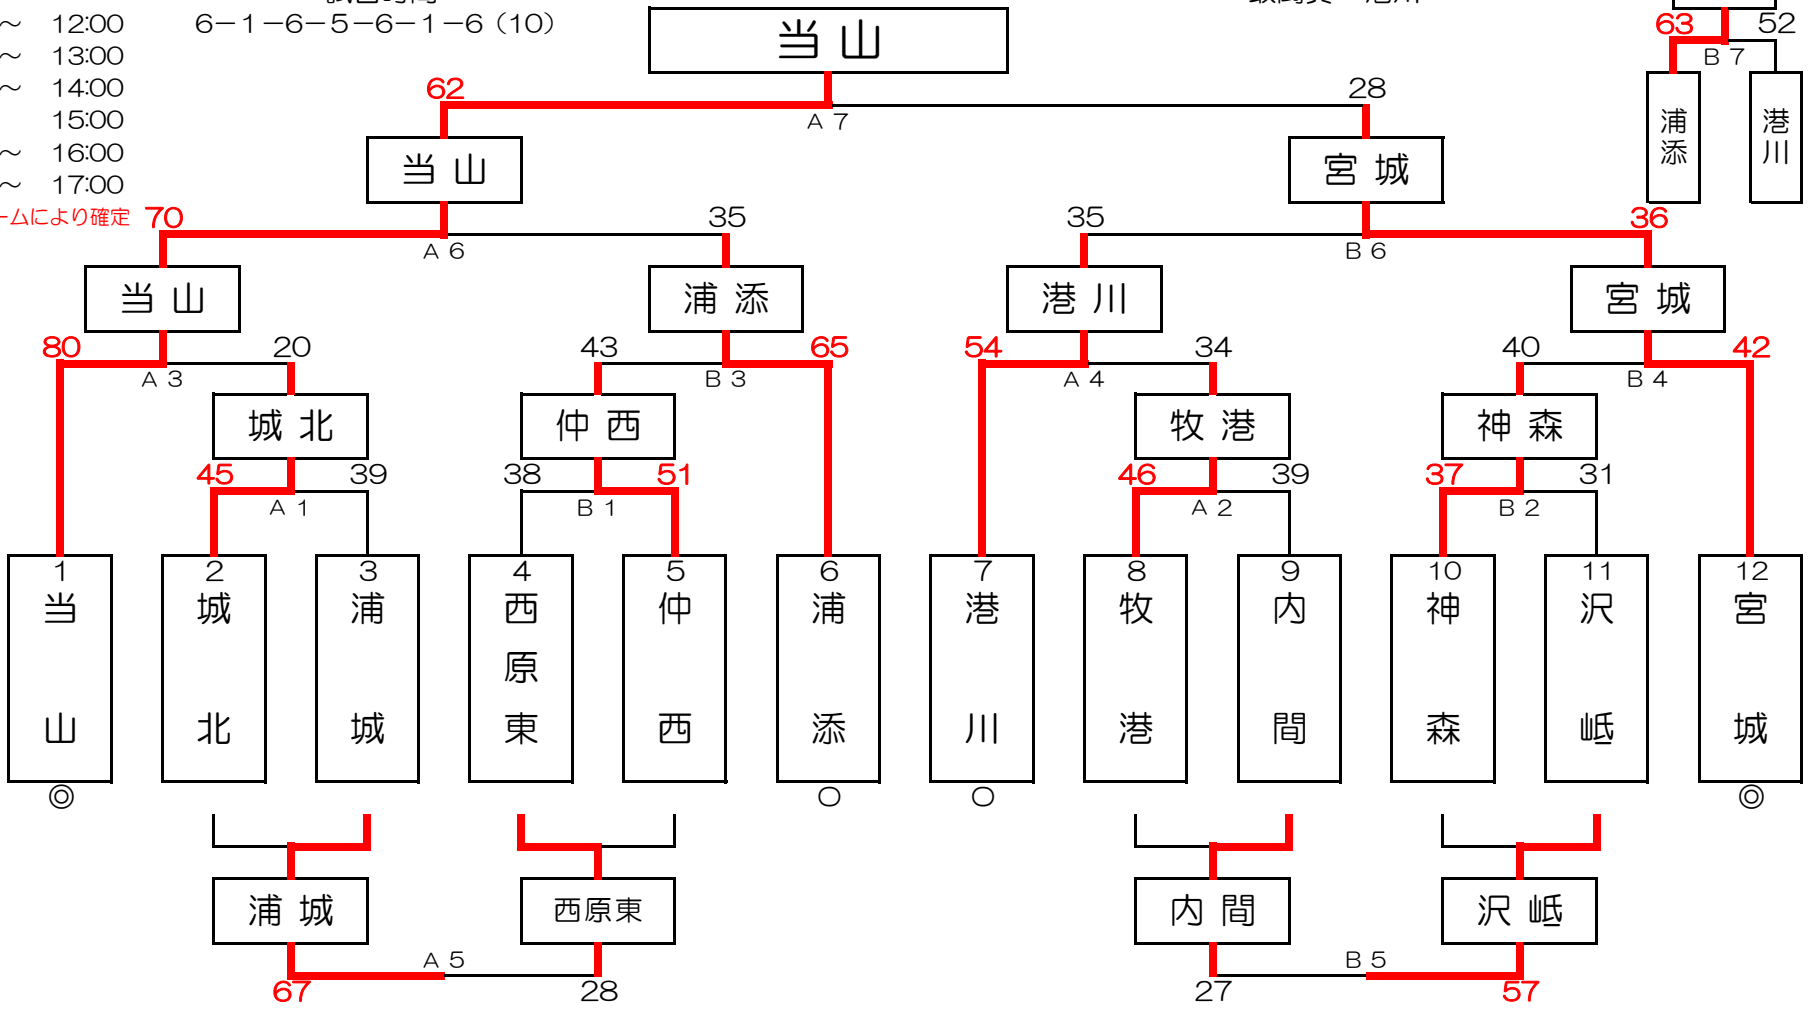 ～ 12:00
6－1－6－5－6－1－6（10）
当 山
63 52
～ 13:00
B 7
～ 14:00
62
28
15:00
A 7
浦添
港川
～ 16:00
当 山
宮 城
～ 17:00
ームにより確定
70
35
35
36
A 6
B 6
当 山
浦 添
港 川
宮 城
80
20
43
65
54
34
40
42
A 3
B 3
A 4
B 4
城 北
仲 西
牧 港
神 森
45
39
38
51
46
39
37
31
A 1
B 1
A 2
B 2
1 当山 ◎
2 城北
3 浦城
4 西原東
5 仲西
6 浦添 ○
7 港川 ○
8 牧港
9 内間
10 神森
11 沢岻
12 宮城 ◎
浦 城
西原東
内 間
沢 岻
A 5
B 5
67
28
27
57